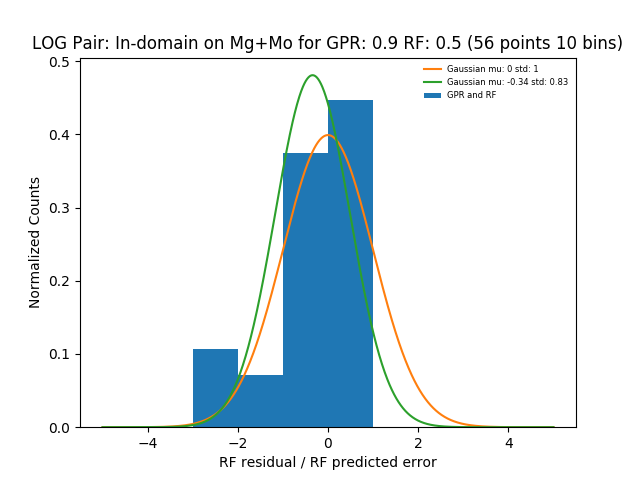 LOG Pair: In-domain on Mg+Mo for GPR: 0.9 RF: 0.5 (56 points 10 bins)
Gaussian mu: 0 std: 1
Gaussian mu: -0.34 std: 0.83
GPR and RF
Normalized Counts
0.5
0.4
0.3
0.2
0.1
0.0
−4 −2 0 2 4
RF residual / RF predicted error